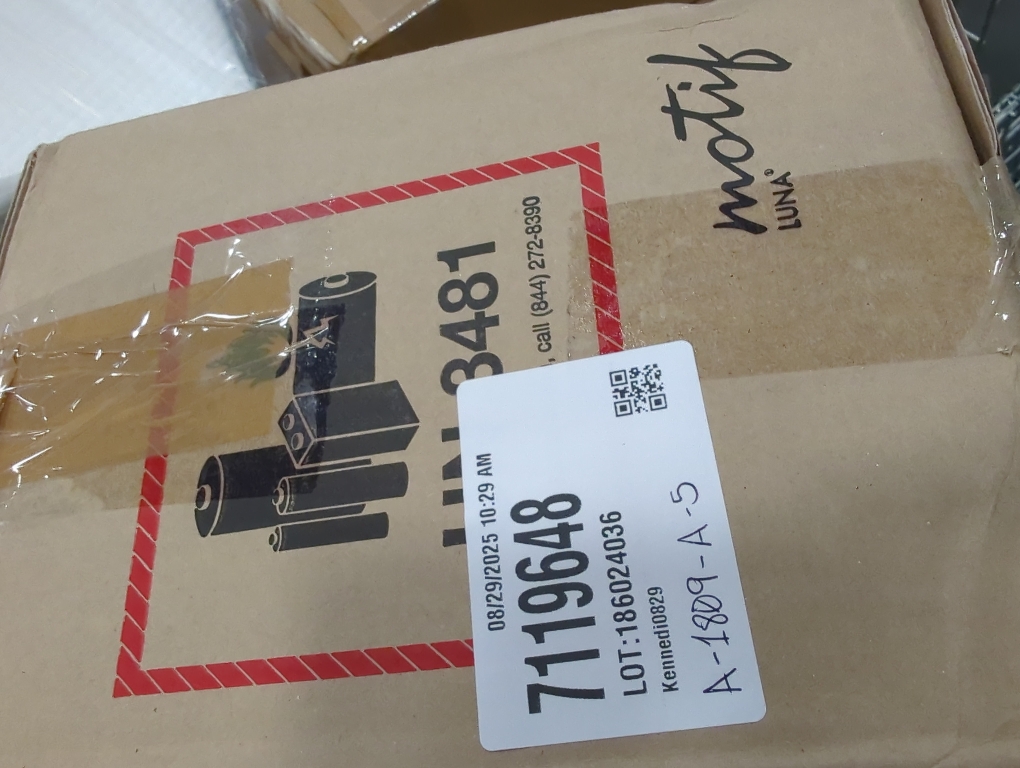 motif
LUNA
3481
, call (844) 272-8390
08/29/2025 10:29 AM
7119648
LOT:186024036
Kennedi0829
A-1809-A-5